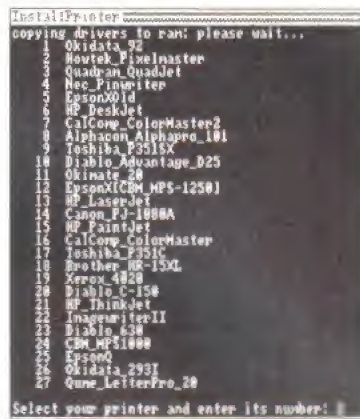 InstallPrinter
copying drivers to ram: please wait...
1 Okidata_92
2 Howtek_Pixelmaster
3 Quadram_QuadJet
4 Nec_Pinwriter
5 EpsonXOld
6 HP_DeskJet
7 CalComp_ColorMaster2
8 Alphacom_Alphapro_101
9 Toshiba_P351SX
10 Diablo_Advantage_D25
11 Okimate_20
12 EpsonX[CBM_MPS-1250]
13 HP_LaserJet
14 Canon_PJ-1080A
15 HP_PaintJet
16 CalComp_ColorMaster
17 Toshiba_P351C
18 Brother_HR-15XL
19 Xerox_4020
20 Diablo_C-150
21 HP_ThinkJet
22 ImagewriterII
23 Diablo_630
24 CBM_MPS1000
25 EpsonQ
26 Okidata_293I
27 Qume_LetterPro_20
Select your printer and enter its number: